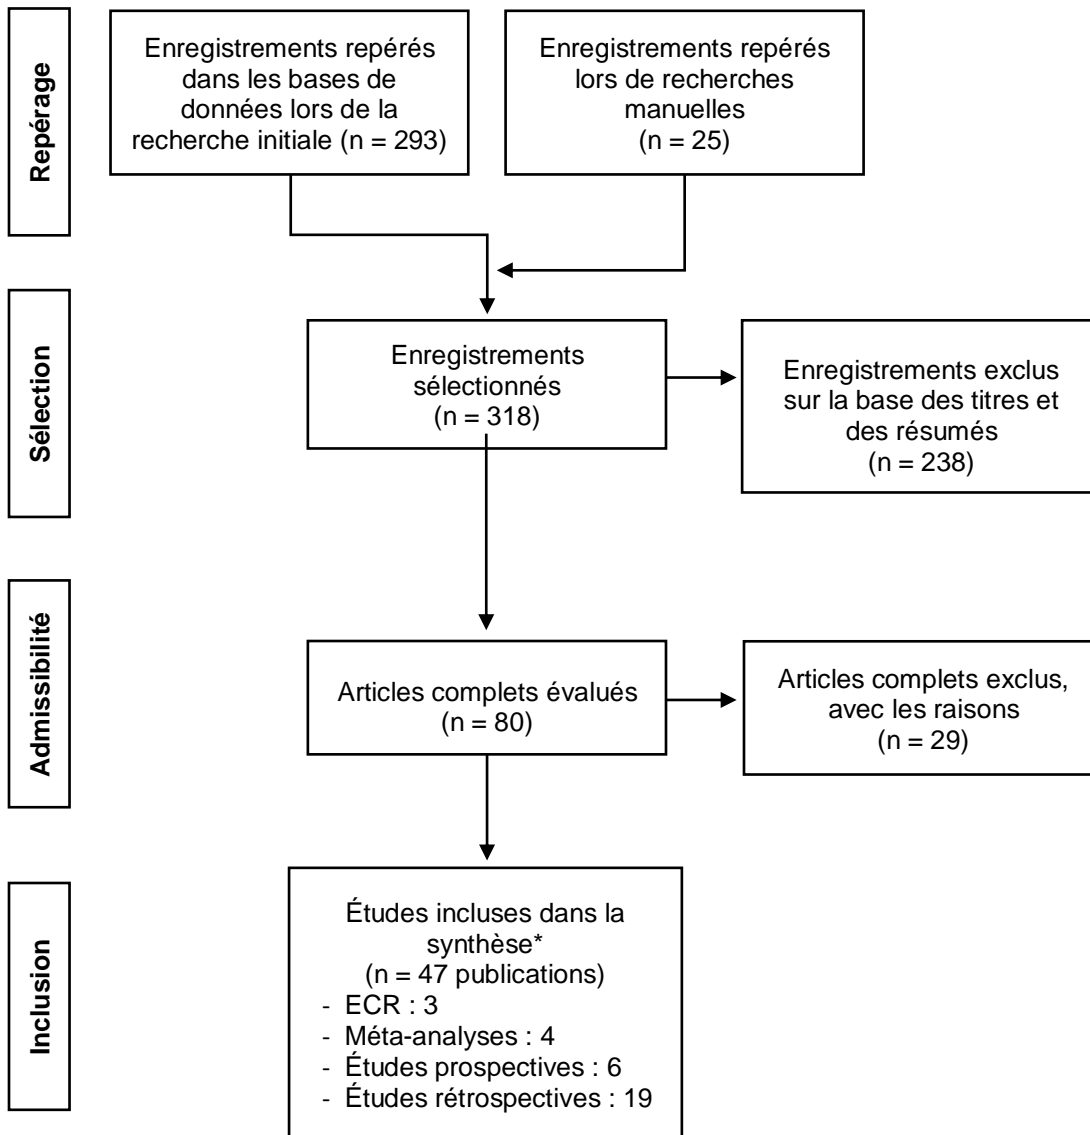 Repérage
Enregistrements repérés
dans les bases de
données lors de la
recherche initiale (n = 293)
Enregistrements repérés
lors de recherches
manuelles
(n = 25)
Sélection
Enregistrements
sélectionnés
(n = 318)
Enregistrements exclus
sur la base des titres et
des résumés
(n = 238)
Admissibilité
Articles complets évalués
(n = 80)
Articles complets exclus,
avec les raisons
(n = 29)
Inclusion
Études incluses dans la
synthèse*
(n = 47 publications)
- ECR : 3
- Méta-analyses : 4
- Études prospectives : 6
- Études rétrospectives : 19